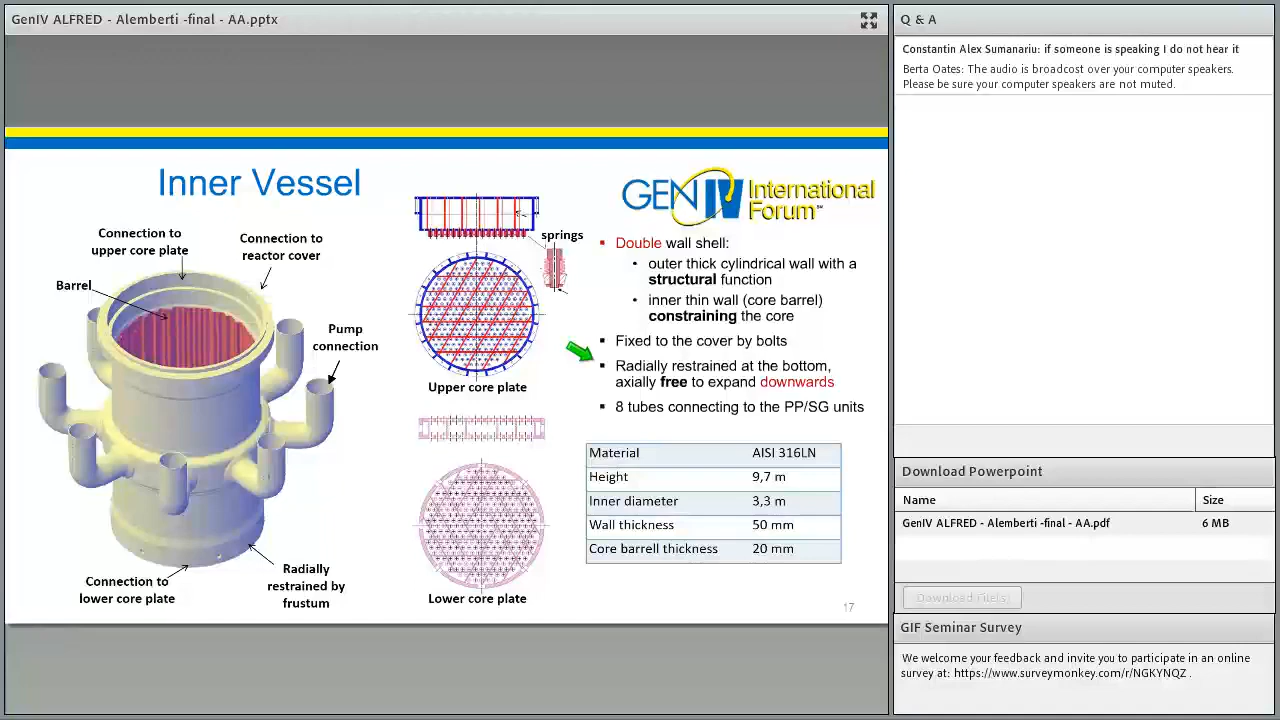 GenIV ALFRED - Alemberti -final - AA.pptx
Inner Vessel
GEN IV International
Forum℠
Connection to
upper core plate
Connection to
reactor cover
Barrel
Pump
connection
Connection to
lower core plate
Radially
restrained by
frustum
springs
Upper core plate
Lower core plate
▪ Double wall shell:
• outer thick cylindrical wall with a
structural function
• inner thin wall (core barrel)
constraining the core
▪ Fixed to the cover by bolts
▪ Radially restrained at the bottom,
axially free to expand downwards
▪ 8 tubes connecting to the PP/SG units
Material AISI 316LN
Height 9,7 m
Inner diameter 3,3 m
Wall thickness 50 mm
Core barrell thickness 20 mm
17
Q & A
Constantin Alex Sumanariu: if someone is speaking I do not hear it
Berta Oates: The audio is broadcast over your computer speakers.
Please be sure your computer speakers are not muted.
Download Powerpoint
Name Size
GenIV ALFRED - Alemberti -final - AA.pdf 6 MB
Download File(s)
GIF Seminar Survey
We welcome your feedback and invite you to participate in an online
survey at: https://www.surveymonkey.com/r/NGKYNQZ .